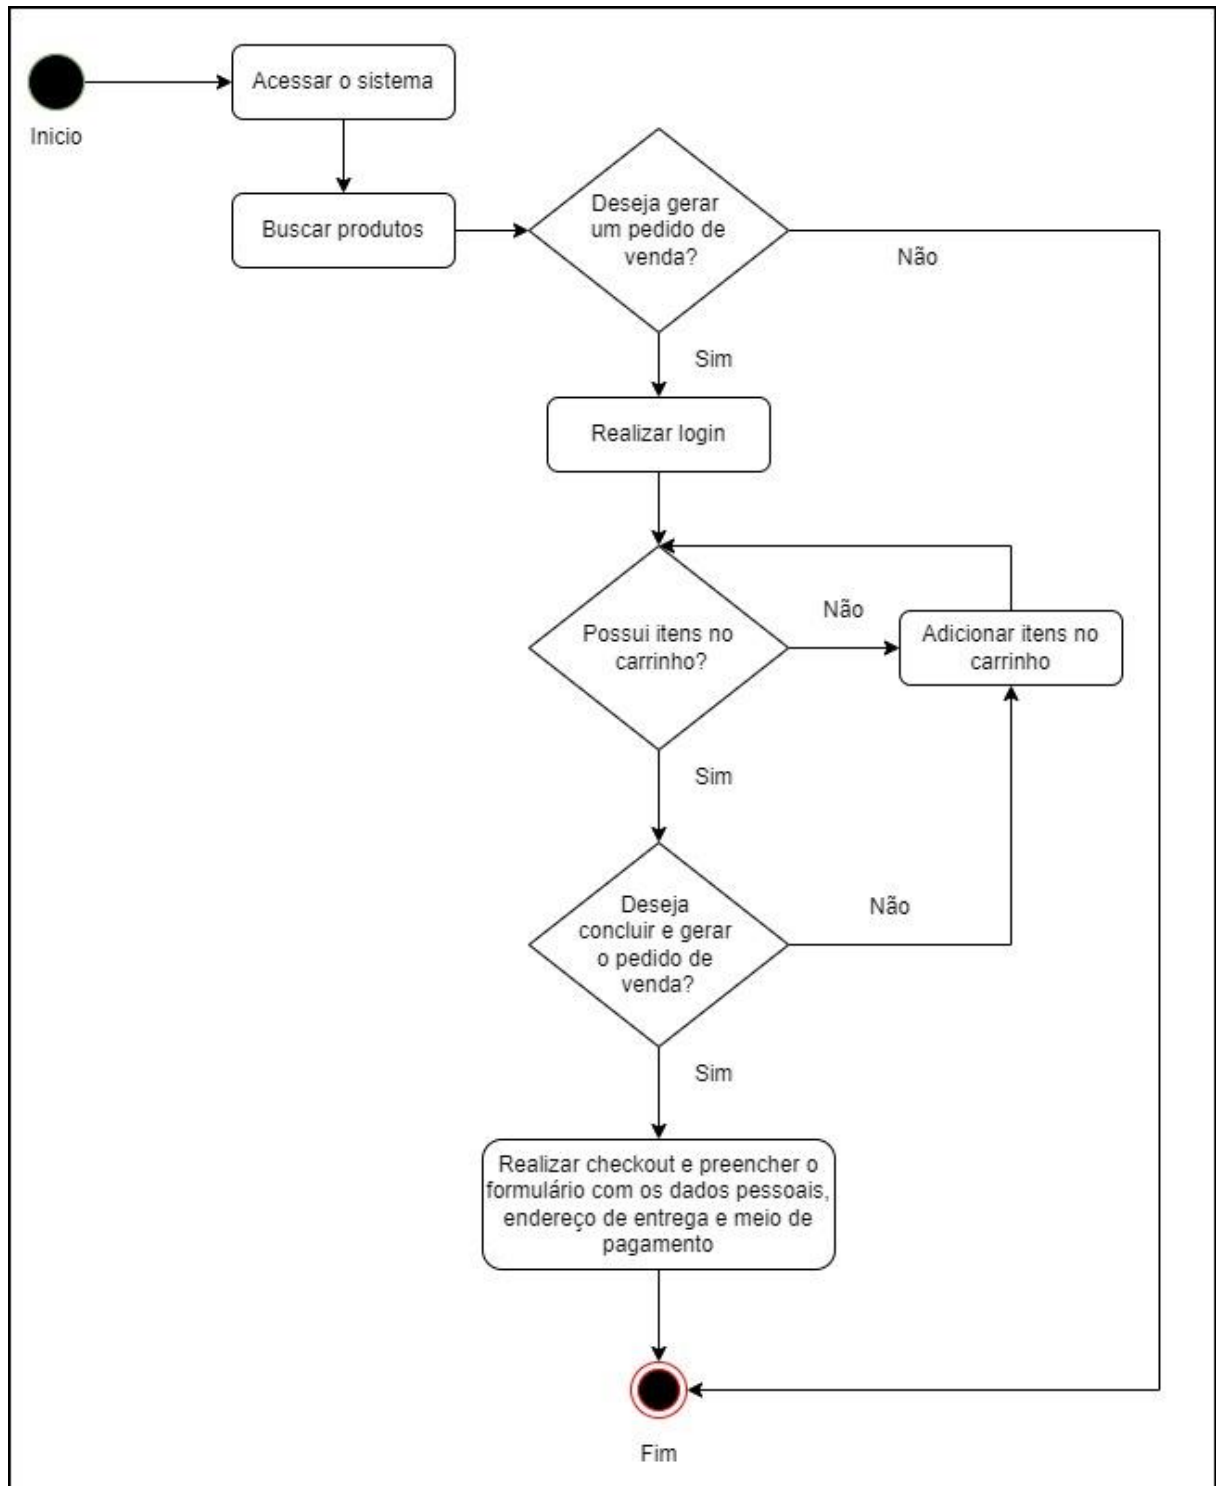 Acessar o sistema
Inicio
Buscar produtos
Deseja gerar
um pedido de
venda?
Não
Sim
Realizar login
Possui itens no
carrinho?
Não
Adicionar itens no
carrinho
Sim
Deseja
concluir e gerar
o pedido de
venda?
Não
Sim
Realizar checkout e preencher o
formulário com os dados pessoais,
endereço de entrega e meio de
pagamento
Fim